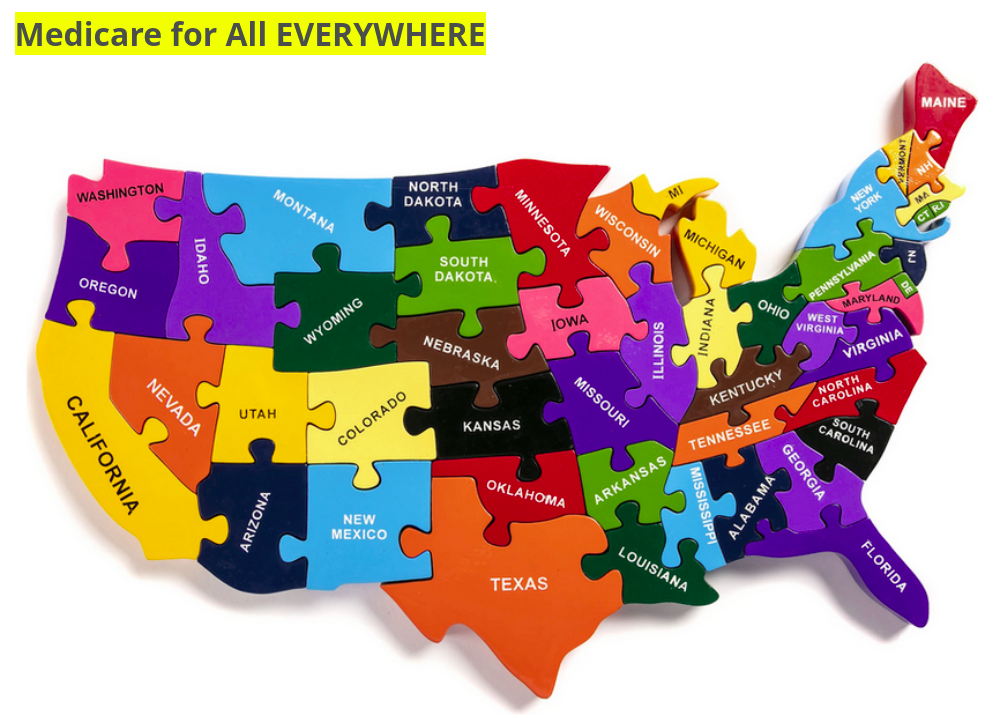 Medicare for All EVERYWHERE
MAINE
VERMONT
NH
MA
CT
RJ
NEW
YORK
WASHINGTON
MONTANA
NORTH
DAKOTA
MINNESOTA
WISCONSIN
MI
MICHIGAN
IDAHO
OREGON
SOUTH
DAKOTA
PENNSYLVANIA
NJ
DE
MARYLAND
WYOMING
IOWA
INDIANA
OHIO
WEST
VIRGINIA
VIRGINIA
NEBRASKA
ILLINOIS
KENTUCKY
NORTH
CAROLINA
CALIFORNIA
NEVADA
UTAH
COLORADO
KANSAS
MISSOURI
TENNESSEE
SOUTH
CAROLINA
ARIZONA
NEW
MEXICO
OKLAHOMA
ARKANSAS
MISSISSIPPI
ALABAMA
GEORGIA
TEXAS
LOUISIANA
FLORIDA